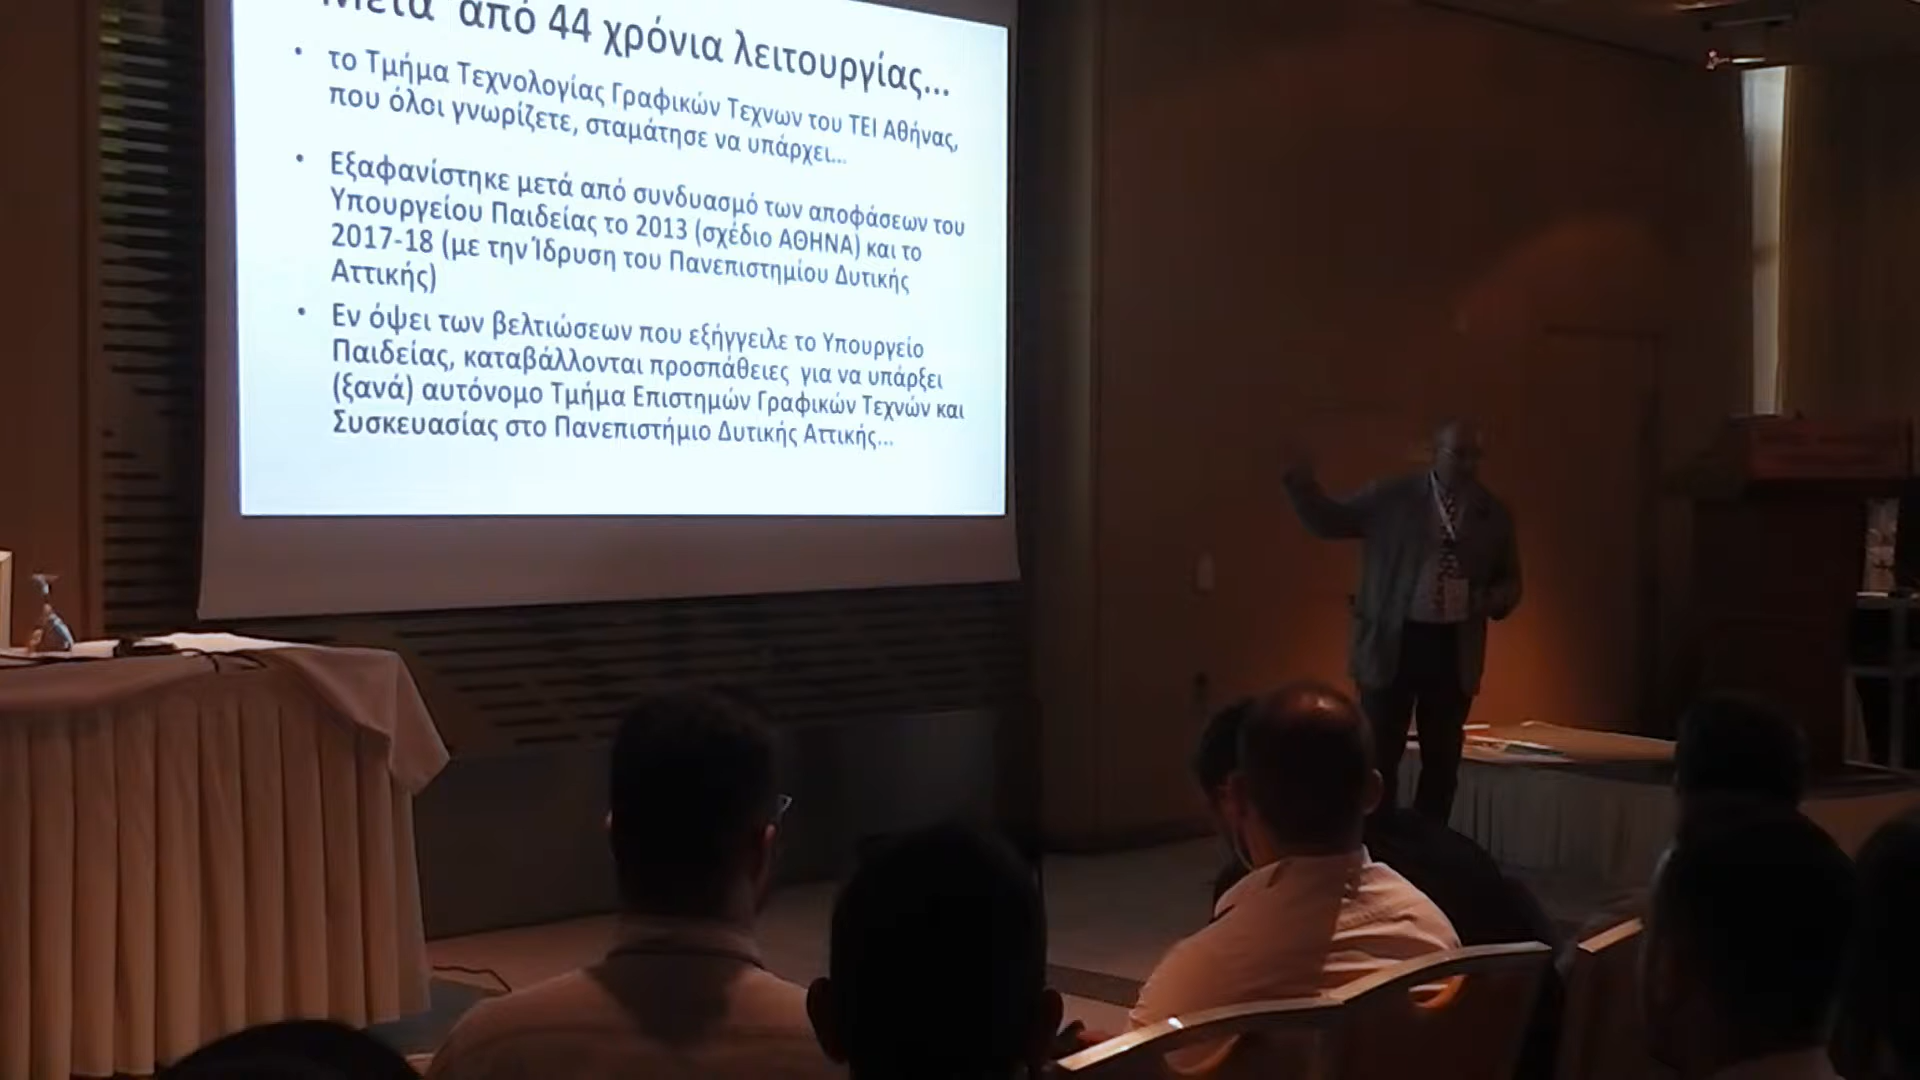 Μετά από 44 χρόνια λειτουργίας...
• το Τμήμα Τεχνολογίας Γραφικών Τεχνων του ΤΕΙ Αθήνας,
που όλοι γνωρίζετε, σταμάτησε να υπάρχει...
• Εξαφανίστηκε μετά από συνδυασμό των αποφάσεων του
Υπουργείου Παιδείας το 2013 (σχέδιο ΑΘΗΝΑ) και το
2017-18 (με την Ίδρυση του Πανεπιστημίου Δυτικής
Αττικής)
• Εν όψει των βελτιώσεων που εξήγγειλε το Υπουργείο
Παιδείας, καταβάλλονται προσπάθειες για να υπάρξει
(ξανά) αυτόνομο Τμήμα Επιστημών Γραφικών Τεχνών και
Συσκευασίας στο Πανεπιστήμιο Δυτικής Αττικής...